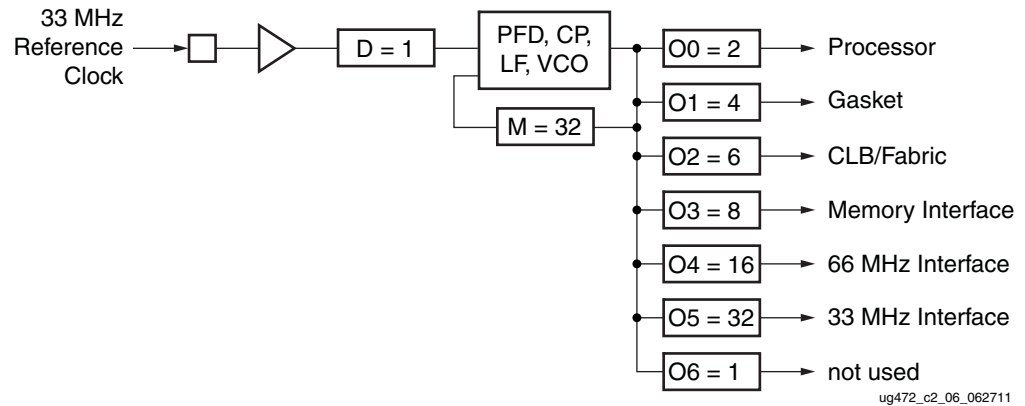 33 MHz
Reference
Clock
D = 1
PFD, CP,
LF, VCO
M = 32
O0 = 2
Processor
O1 = 4
Gasket
O2 = 6
CLB/Fabric
O3 = 8
Memory Interface
O4 = 16
66 MHz Interface
O5 = 32
33 MHz Interface
O6 = 1
not used
ug472_c2_06_062711